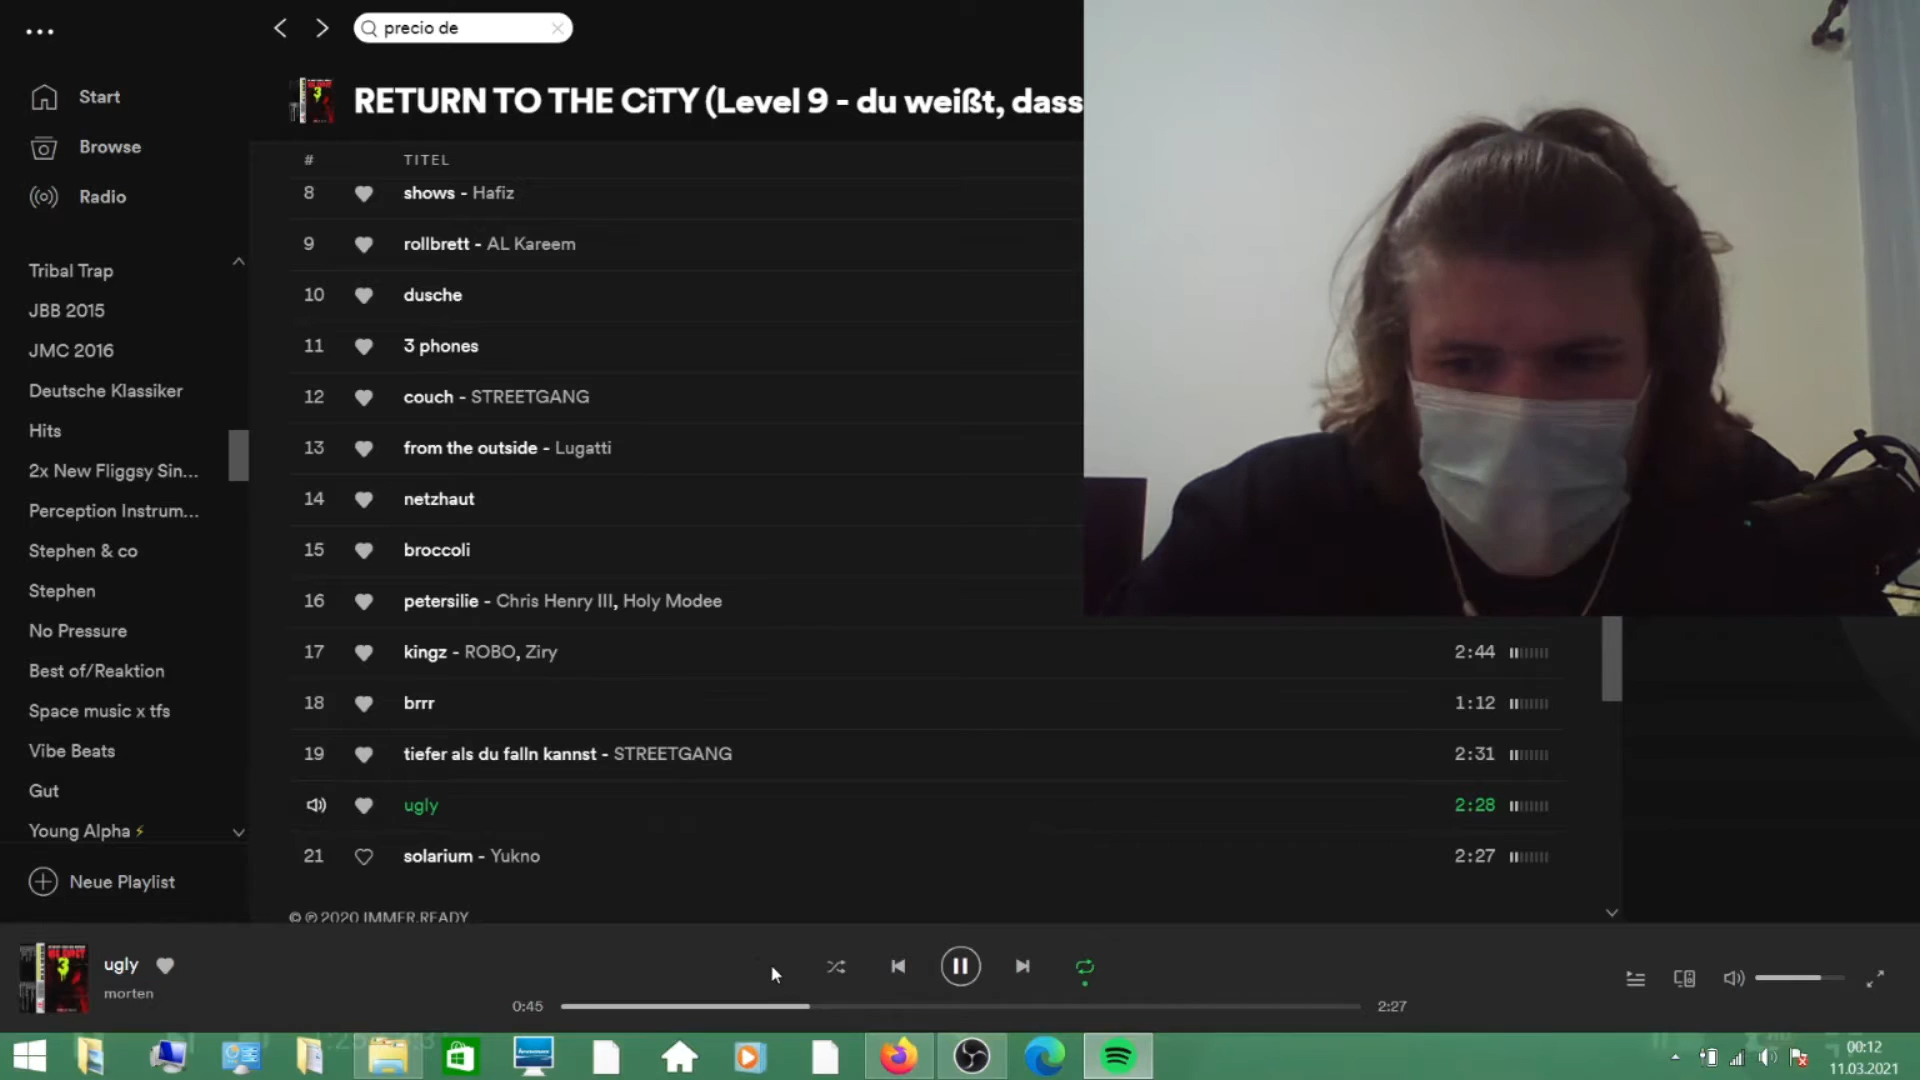 precio de
Start
Browse
Radio
Tribal Trap
JBB 2015
JMC 2016
Deutsche Klassiker
Hits
2x New Fliggsy Sin...
Perception Instrum...
Stephen & co
Stephen
No Pressure
Best of/Reaktion
Space music x tfs
Vibe Beats
Gut
Young Alpha⚡
Neue Playlist
RETURN TO THE CiTY (Level 9 - du weißt, dass
# TITEL
8 shows - Hafiz
9 rollbrett - AL Kareem
10 dusche
11 3 phones
12 couch - STREETGANG
13 from the outside - Lugatti
14 netzhaut
15 broccoli
16 petersilie - Chris Henry III, Holy Modee
17 kingz - ROBO, Ziry 2:44
18 brrr 1:12
19 tiefer als du falln kannst - STREETGANG 2:31
ugly 2:28
21 solarium - Yukno 2:27
© ℗ 2020 IMMER.READY
ugly
morten
0:45 2:27
00:12
11.03.2021